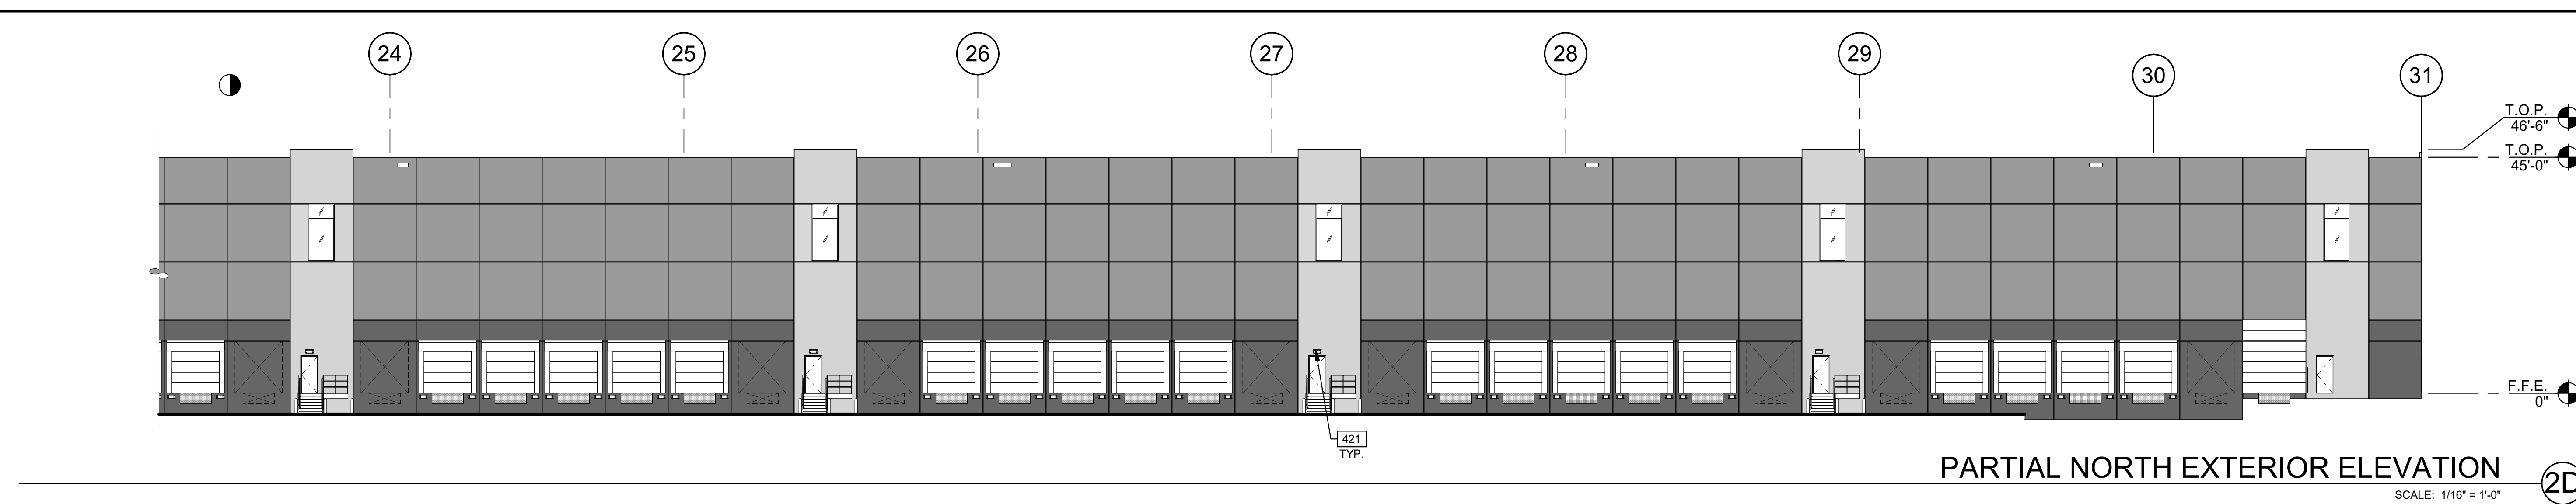 24
25
26
27
28
29
30
31
T.O.P.
46'-6"
T.O.P.
45'-0"
F.F.E.
0"
421
TYP.
PARTIAL NORTH EXTERIOR ELEVATION
2D
SCALE: 1/16" = 1'-0"